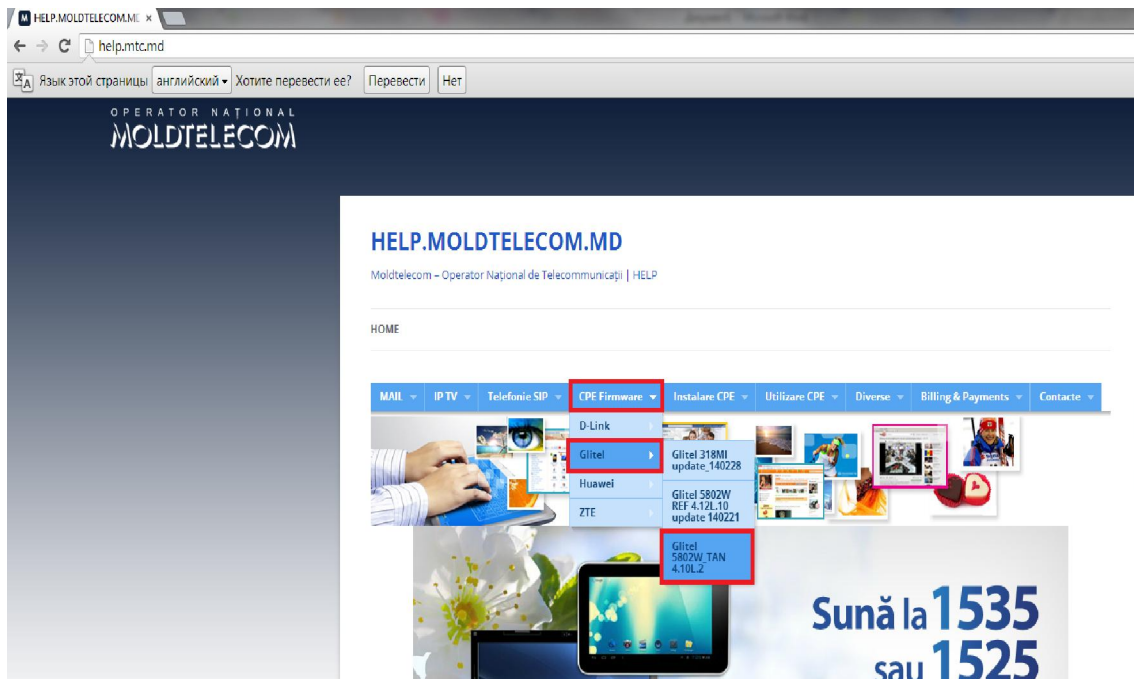 HELP.MOLDTELECOM.MD
help.mtc.md
Язык этой страницы английский Хотите перевести ее? Перевести Нет
OPERATOR NAȚIONAL
MOLDTELECOM
HELP.MOLDTELECOM.MD
Moldtelecom – Operator Național de Telecommunicații | HELP
HOME
MAIL IPTV Telefonie SIP CPE Firmware Instalare CPE Utilizare CPE Diverse Billing & Payments Contacte
D-Link
Glitel
Huawei
ZTE
Glitel 318MI
update_140228
Glitel 5802W
REF 4.12L.10
update 140221
Glitel
5802W_TAN
4.10L.2
Sună la 1535
sau 1525